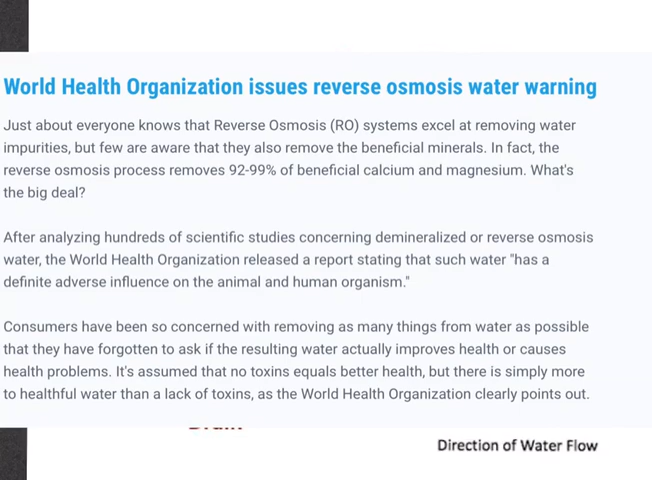 World Health Organization issues reverse osmosis water warning
Just about everyone knows that Reverse Osmosis (RO) systems excel at removing water
impurities, but few are aware that they also remove the beneficial minerals. In fact, the
reverse osmosis process removes 92-99% of beneficial calcium and magnesium. What's
the big deal?
After analyzing hundreds of scientific studies concerning demineralized or reverse osmosis
water, the World Health Organization released a report stating that such water "has a
definite adverse influence on the animal and human organism."
Consumers have been so concerned with removing as many things from water as possible
that they have forgotten to ask if the resulting water actually improves health or causes
health problems. It's assumed that no toxins equals better health, but there is simply more
to healthful water than a lack of toxins, as the World Health Organization clearly points out.
Direction of Water Flow